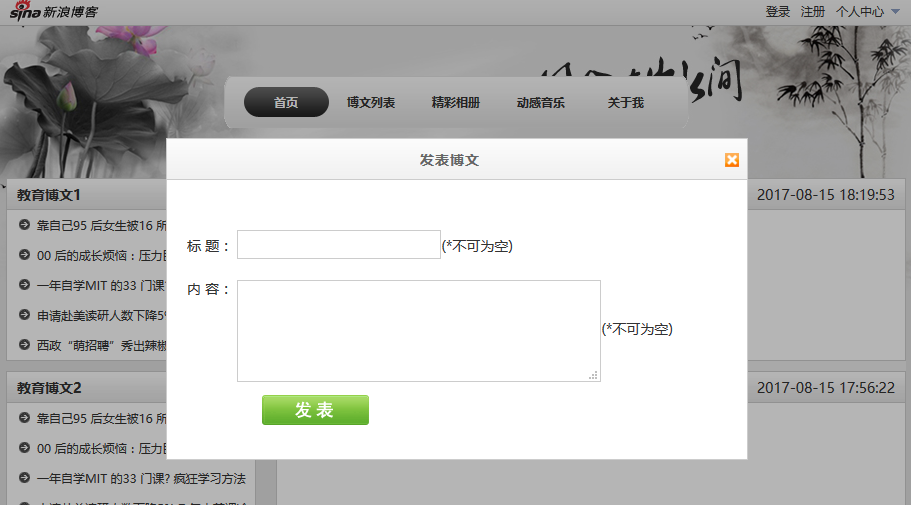 sina 新浪博客
登录 注册 个人中心
间
首页 博文列表 精彩相册 动感音乐 关于我
发表博文
教育博文1
2017-08-15 18:19:53
靠自己95 后女生被16 所
00 后的成长烦恼：压力
标 题：
(*不可为空)
一年自学MIT 的33 门课
内 容：
申请赴美读研人数下降5
(*不可为空)
西政“萌招聘”秀出辣椒
教育博文2
2017-08-15 17:56:22
发 表
靠自己95 后女生被16 所
00 后的成长烦恼：压力
一年自学MIT 的33 门课? 疯狂学习方法